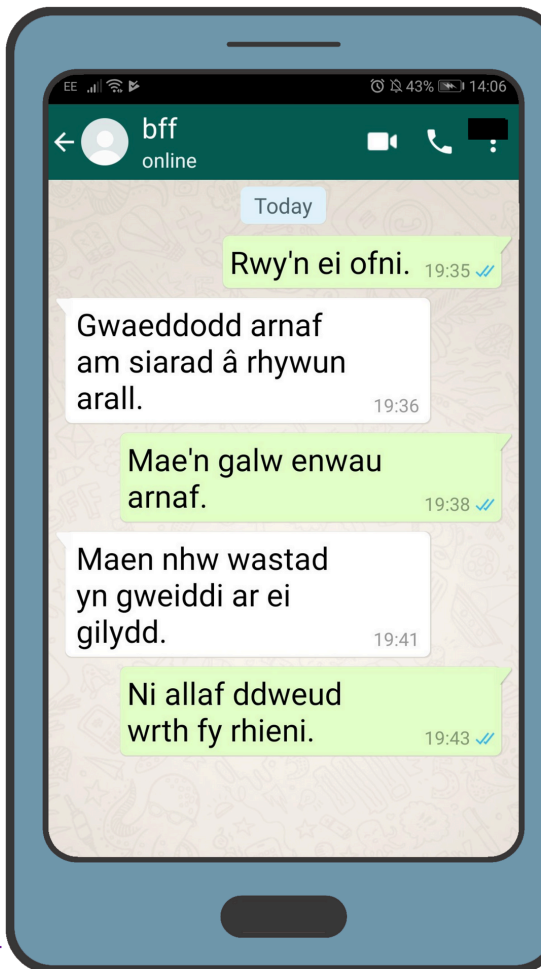 EE 43% 14:06
bff
online
Today
Rwy'n ei ofni. 19:35
Gwaeddodd arnaf
am siarad â rhywun
arall. 19:36
Mae'n galw enwau
arnaf. 19:38
Maen nhw wastad
yn gweiddi ar ei
gilydd. 19:41
Ni allaf ddweud
wrth fy rhieni. 19:43